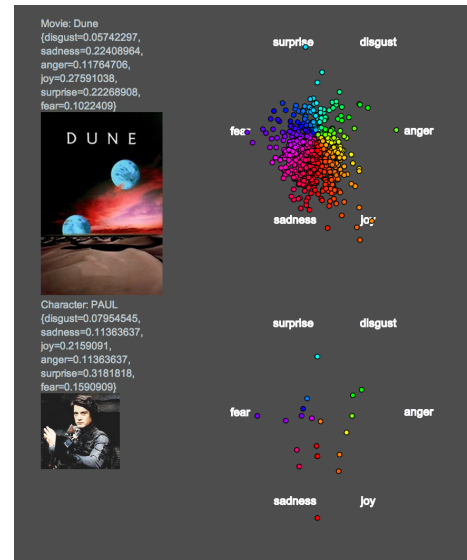 Movie: Dune
{disgust=0.05742297,
sadness=0.22408964,
anger=0.11764706,
joy=0.27591038,
surprise=0.22268908,
fear=0.1022409}
DUNE
surprise disgust
fear anger
sadness joy
Character: PAUL
{disgust=0.07954545,
sadness=0.11363637,
joy=0.2159091,
anger=0.11363637,
surprise=0.3181818,
fear=0.1590909}
surprise disgust
fear anger
sadness joy